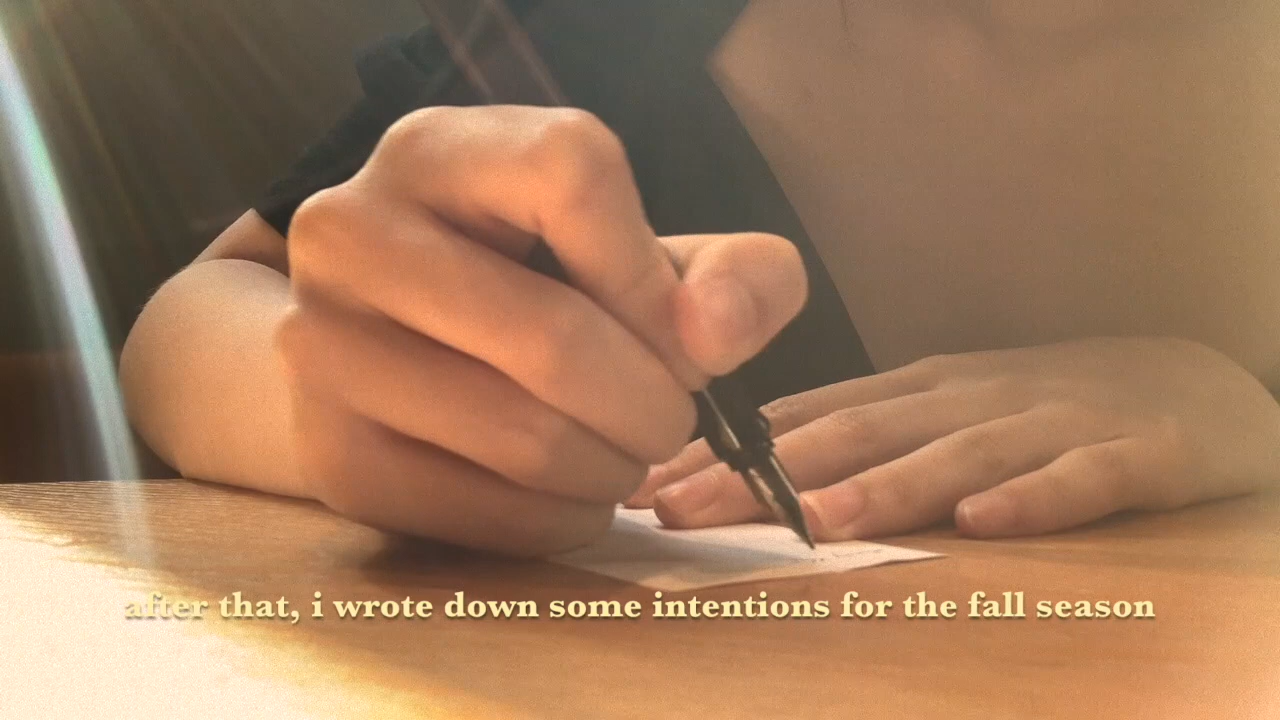 after that, i wrote down some intentions for the fall season